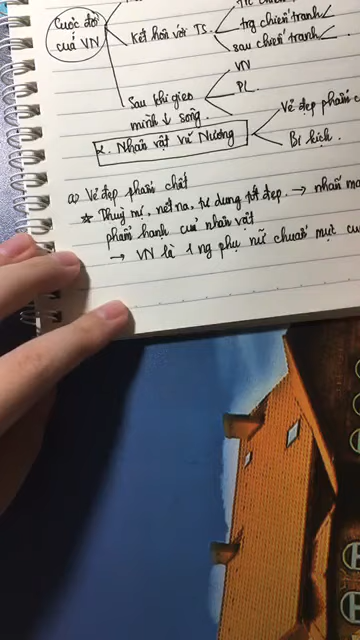 Cuộc đời của VN
Kết hôn với TS
trg chiến tranh
sau chiến tranh
Sau khi gieo mình ↓ sông
VN
PL
2. Nhân vật Vũ Nương
Vẻ đẹp phẩm
Bi kịch
a) Vẻ đẹp phẩm chất
* Thuỳ mị, nết na, tư dung tốt đẹp → nhấn
phẩm hạnh của nhân vật
→ VN là 1 ng phụ nữ chuẩn mực